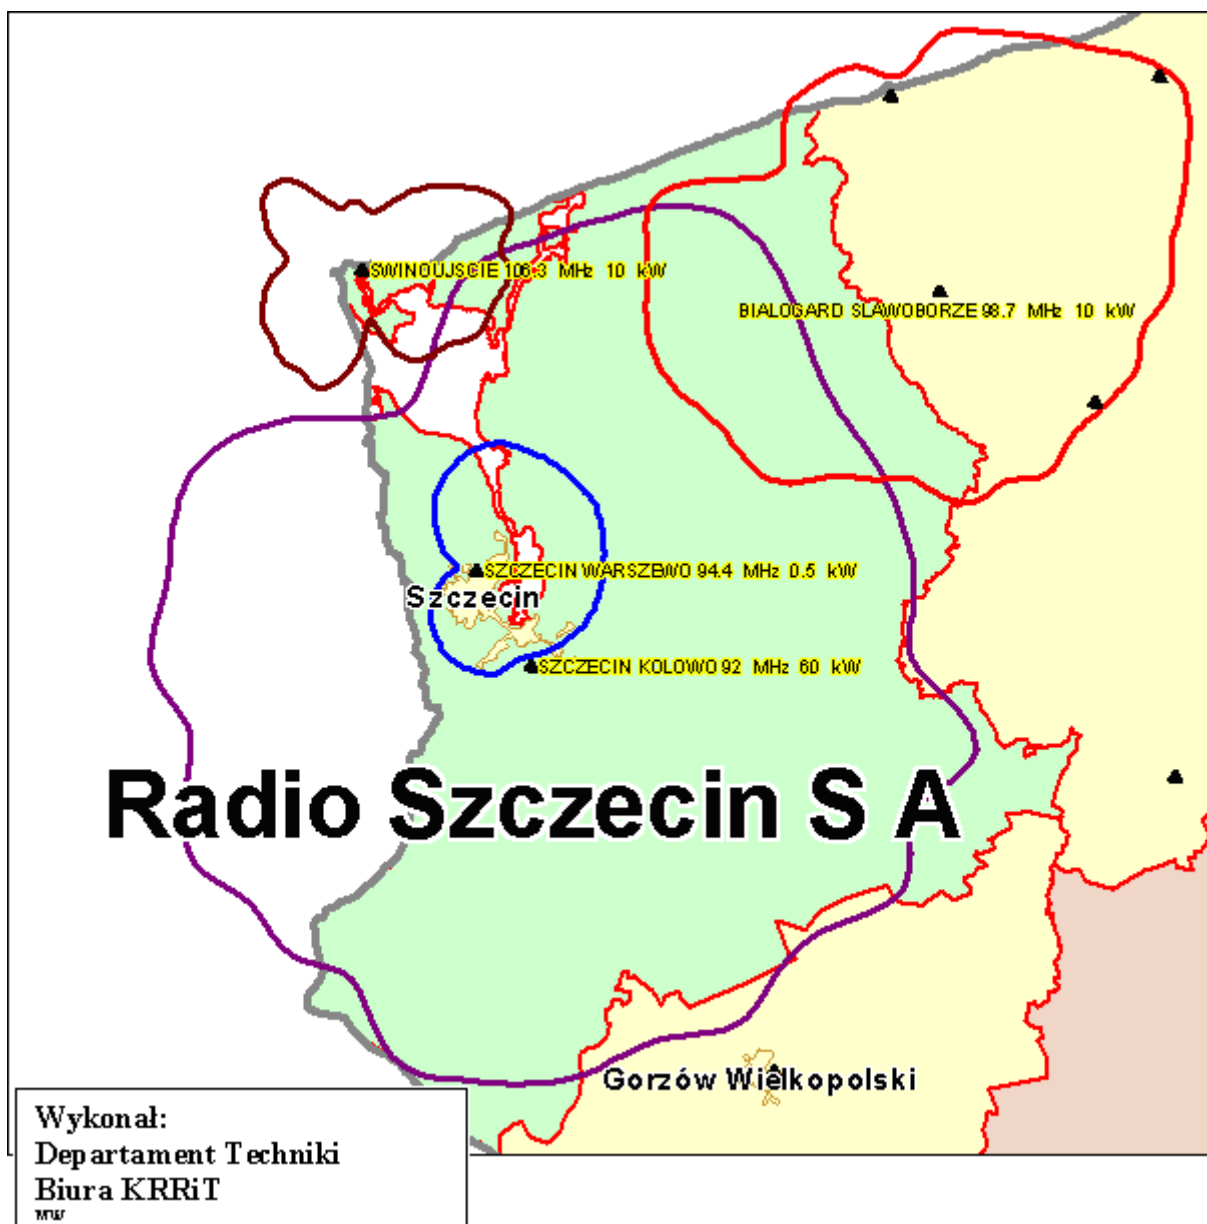 SWINOUJSCIE 106.3 MHz 10 kW
BIALOGARD SLAWOBORZE 98.7 MHz 10 kW
SZCZECIN WARSZEWO 94.4 MHz 0.5 kW
Szczecin
SZCZECIN KOLOWO 92 MHz 60 kW
Radio Szczecin S A
Gorzów Wielkopolski
Wykonał:
Departament Techniki
Biura KRRiT
MW